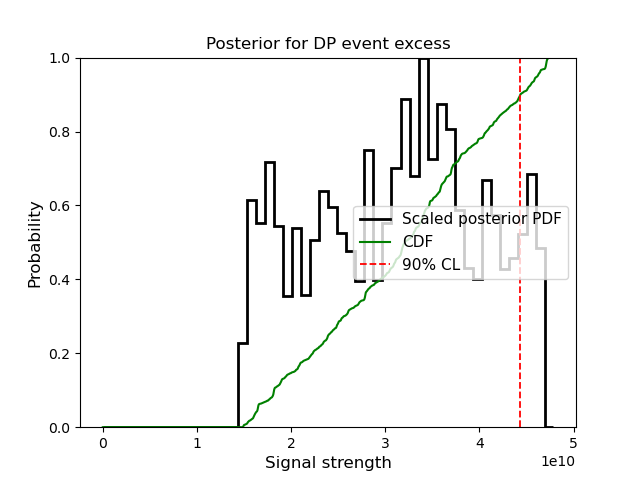 Posterior for DP event excess
Probability
1.0
0.8
0.6
0.4
0.2
0.0
Scaled posterior PDF
CDF
90% CL
0 1 2 3 4 5
1e10
Signal strength